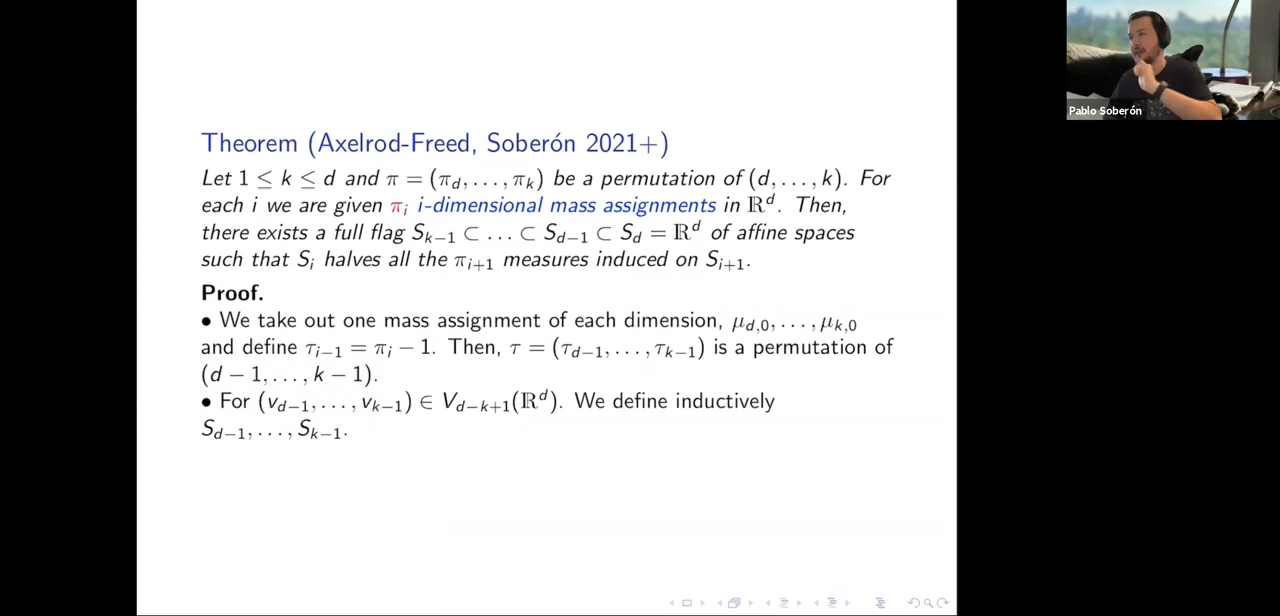 Theorem (Axelrod-Freed, Soberón 2021+)
Let 1 ≤ k ≤ d and π = (π_d, . . . , π_k) be a permutation of (d, . . . , k). For
each i we are given π_i i-dimensional mass assignments in ℝ^d. Then,
there exists a full flag S_{k−1} ⊂ . . . ⊂ S_{d−1} ⊂ S_d = ℝ^d of affine spaces
such that S_i halves all the π_{i+1} measures induced on S_{i+1}.
Proof.
• We take out one mass assignment of each dimension, μ_{d,0}, . . . , μ_{k,0}
and define τ_{i−1} = π_i − 1. Then, τ = (τ_{d−1}, . . . , τ_{k−1}) is a permutation of
(d − 1, . . . , k − 1).
• For (v_{d−1}, . . . , v_{k−1}) ∈ V_{d−k+1}(ℝ^d). We define inductively
S_{d−1}, . . . , S_{k−1}.
Pablo Soberón